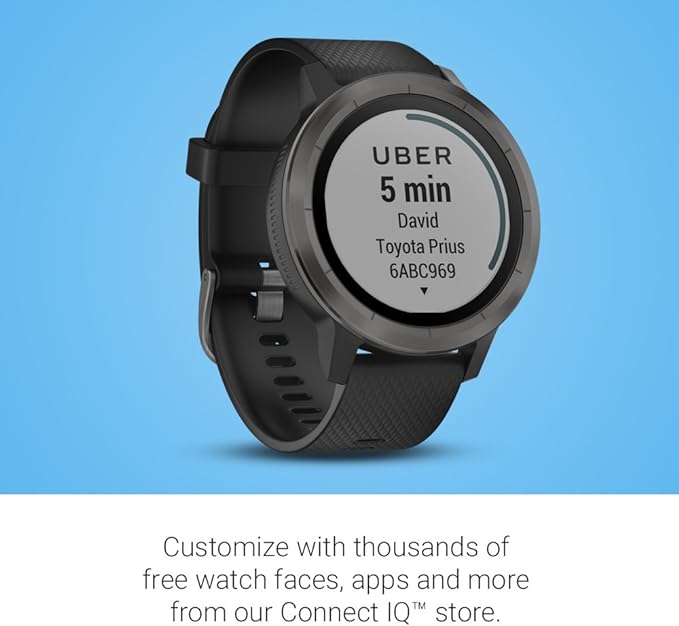 UBER
5 min
David
Toyota Prius
6ABC969
▼
Customize with thousands of
free watch faces, apps and more
from our Connect IQ™ store.